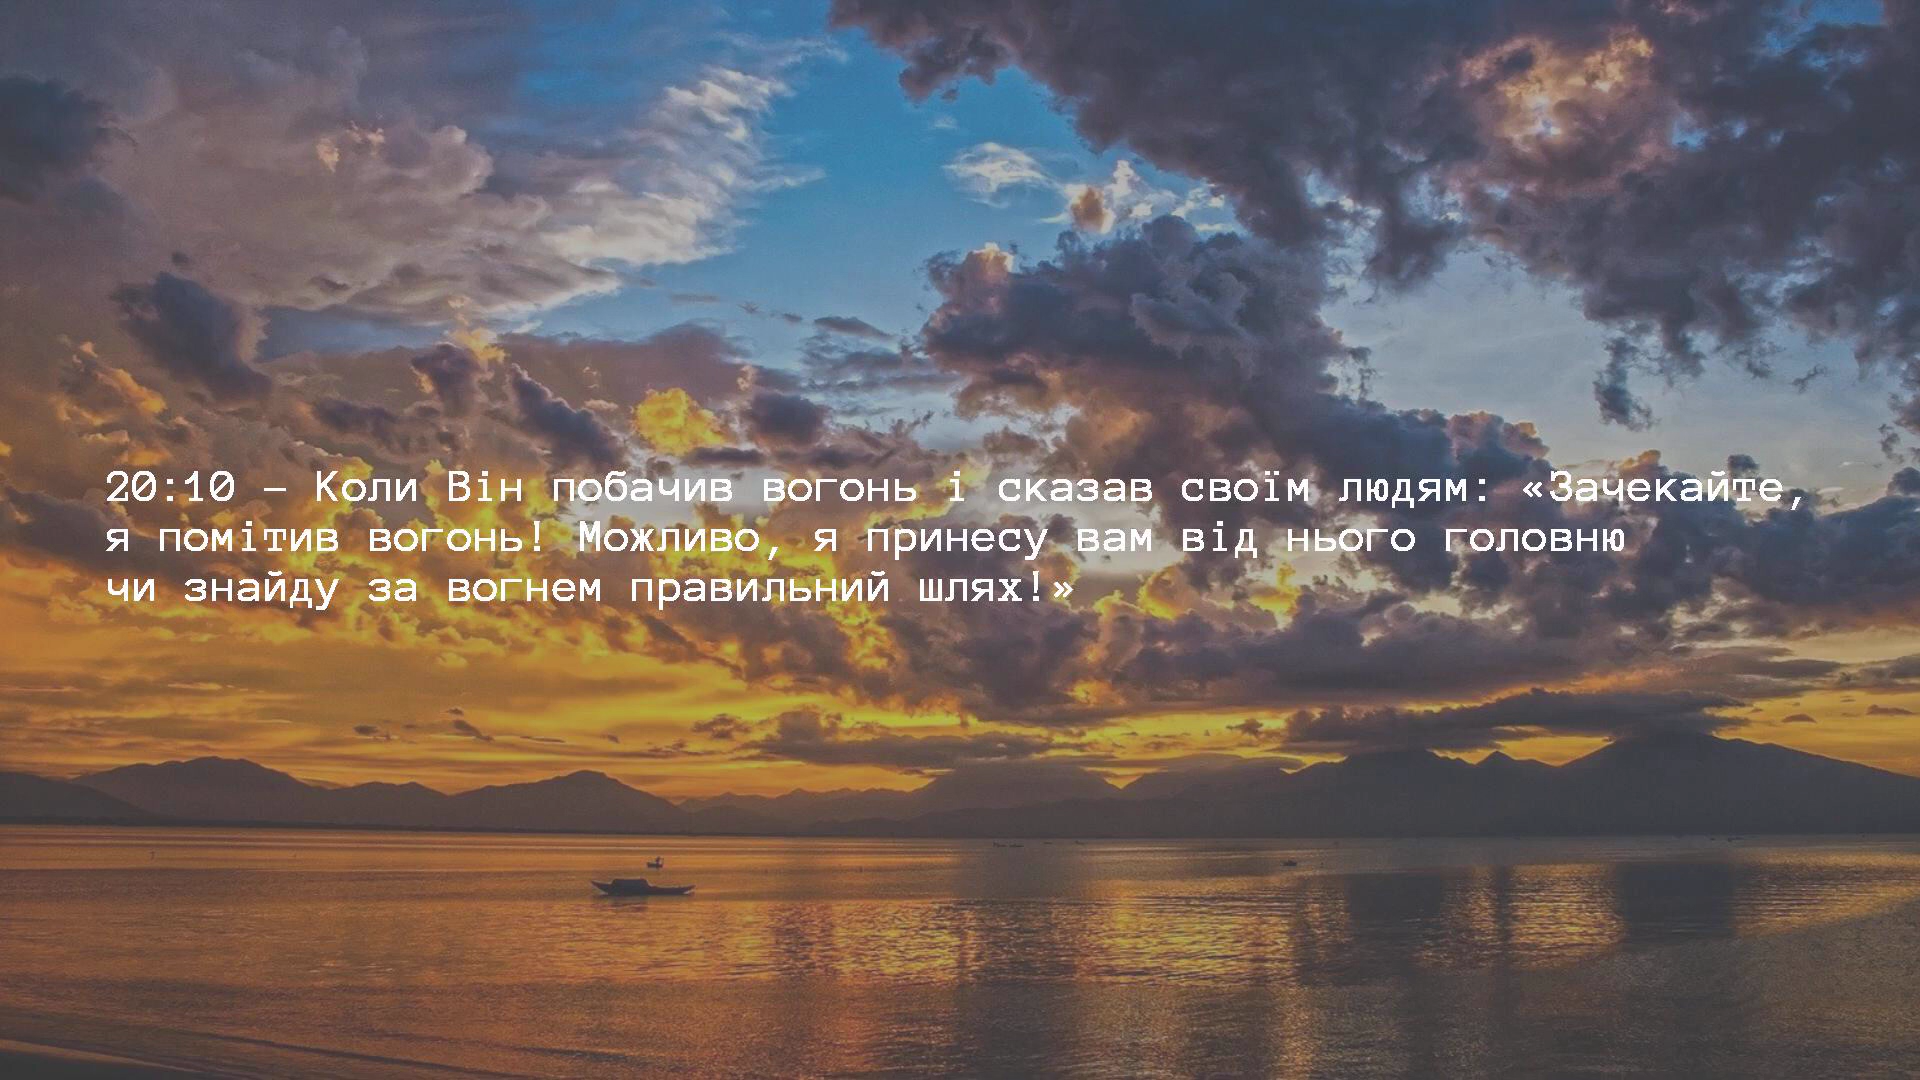 20:10 – Коли Він побачив вогонь і сказав своїм людям: «Зачекайте,
я помітив вогонь! Можливо, я принесу вам від нього головню
чи знайду за вогнем правильний шлях!»